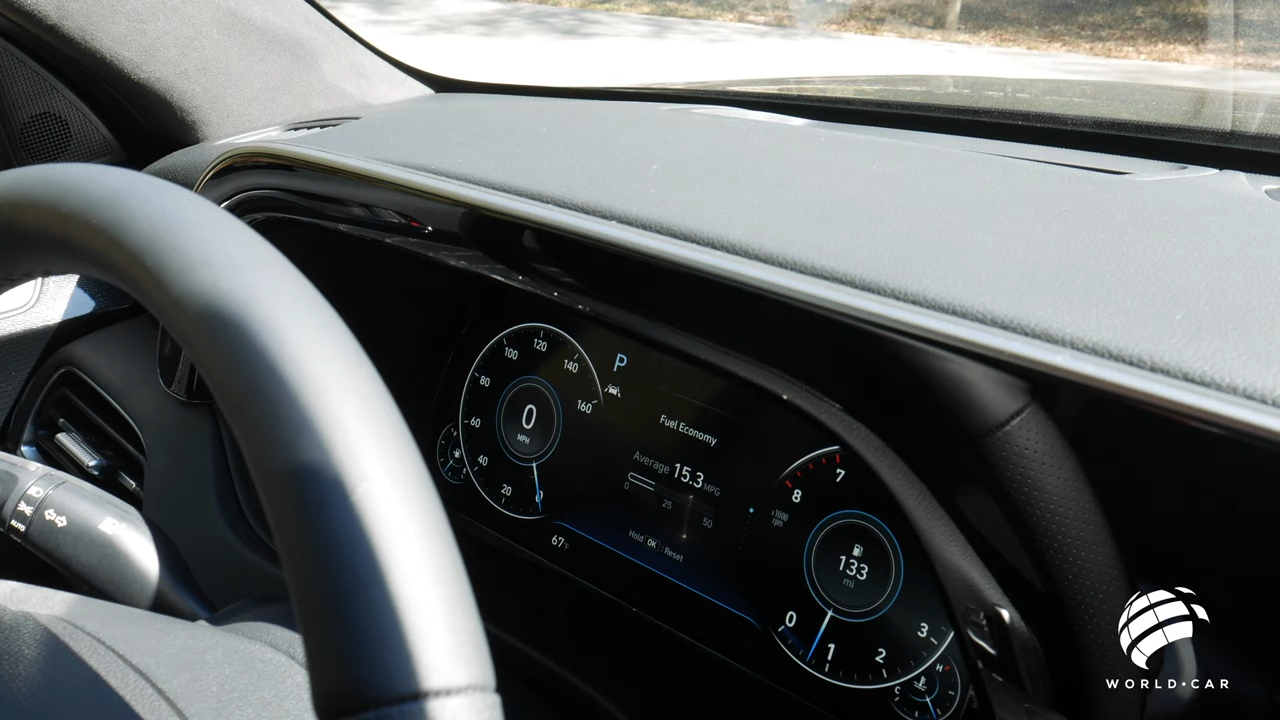 120
100
140
80
160
60
40
20
0
MPH
P
Fuel Economy
Average 15.3 MPG
0 25 50
Hold OK : Reset
67°F
7
8
x1000
rpm
133
mi
0
1
2
3
H
C
AUTO
WORLD·CAR